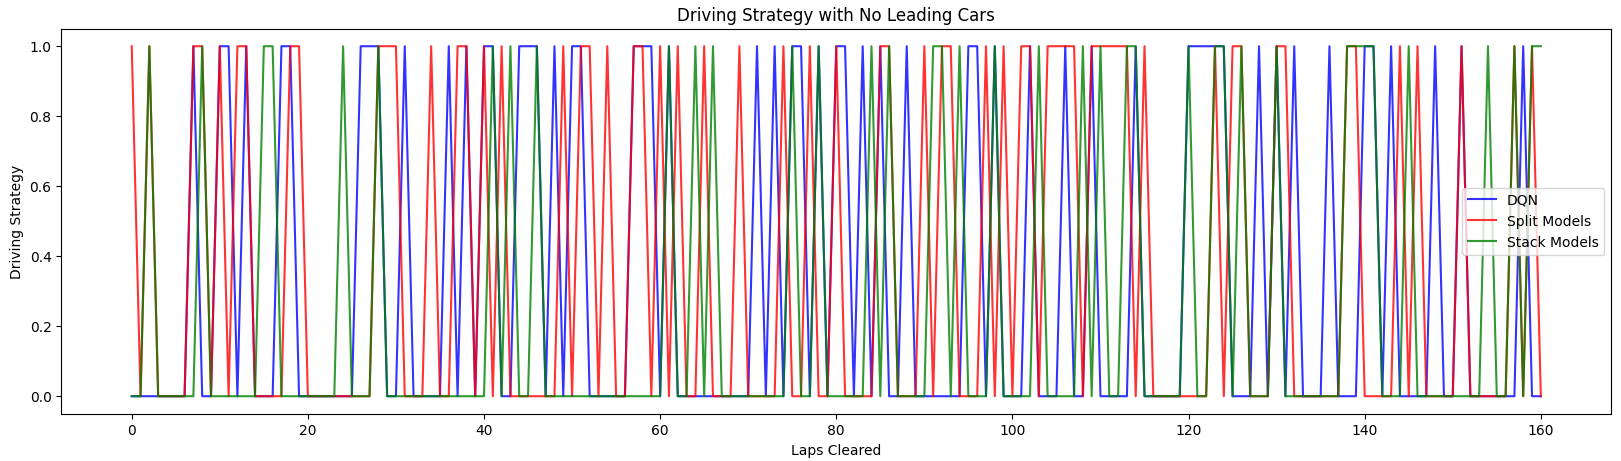 Driving Strategy with No Leading Cars
Driving Strategy
1.0
0.8
0.6
0.4
0.2
0.0
DQN
Split Models
Stack Models
0 20 40 60 80 100 120 140 160
Laps Cleared